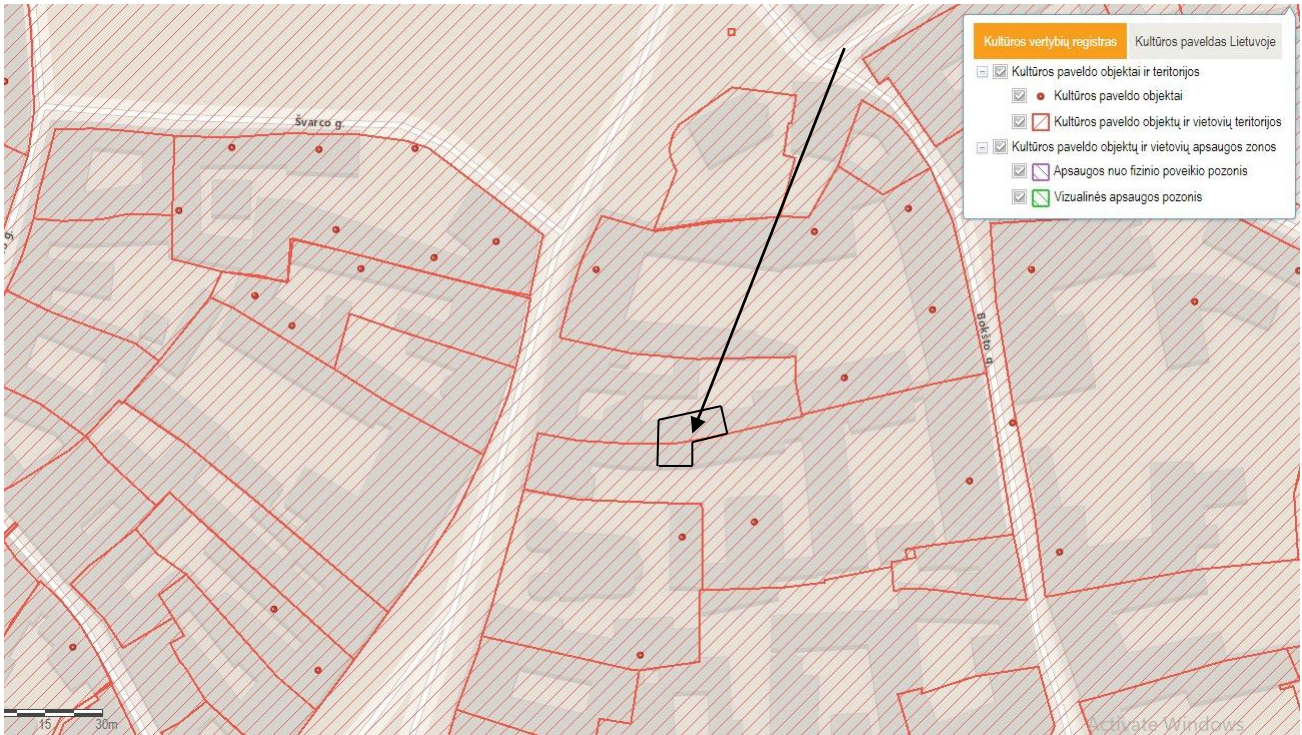 Kultūros vertybių registras
Kultūros paveldas Lietuvoje
Kultūros paveldo objektai ir teritorijos
Kultūros paveldo objektai
Kultūros paveldo objektų ir vietovių teritorijos
Kultūros paveldo objektų ir vietovių apsaugos zonos
Apsaugos nuo fizinio poveikio pozonis
Vizualinės apsaugos pozonis
Švarco g.
o g.
Bokšto g.
15
30m
Activate Windows